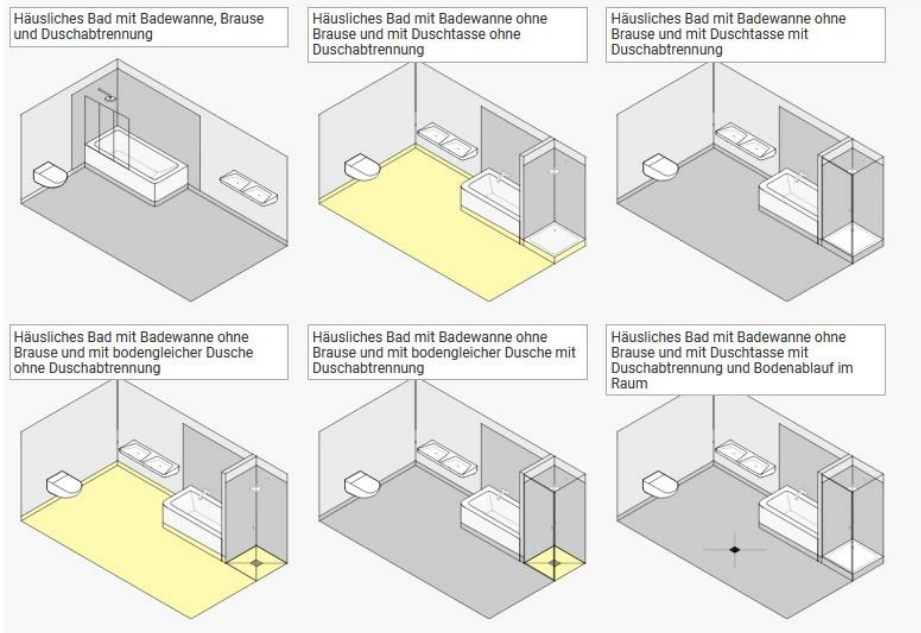 Häusliches Bad mit Badewanne, Brause
und Duschabtrennung
Häusliches Bad mit Badewanne ohne
Brause und mit Duschtasse ohne
Duschabtrennung
Häusliches Bad mit Badewanne ohne
Brause und mit Duschtasse mit
Duschabtrennung
Häusliches Bad mit Badewanne ohne
Brause und mit bodengleicher Dusche
ohne Duschabtrennung
Häusliches Bad mit Badewanne ohne
Brause und mit bodengleicher Dusche mit
Duschabtrennung
Häusliches Bad mit Badewanne ohne
Brause und mit Duschtasse mit
Duschabtrennung und Bodenablauf im
Raum